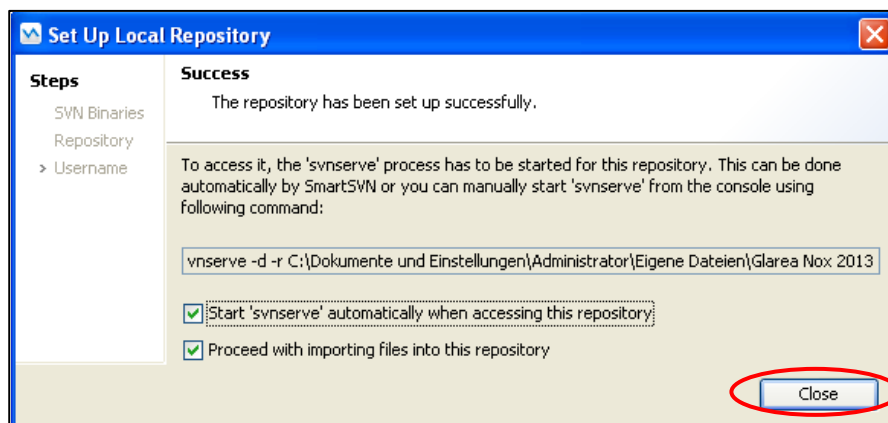 Set Up Local Repository
Steps
SVN Binaries
Repository
> Username
Success
The repository has been set up successfully.
To access it, the 'svnserve' process has to be started for this repository. This can be done
automatically by SmartSVN or you can manually start 'svnserve' from the console using
following command:
vnserve -d -r C:\Dokumente und Einstellungen\Administrator\Eigene Dateien\Glarea Nox 2013
Start 'svnserve' automatically when accessing this repository
Proceed with importing files into this repository
Close